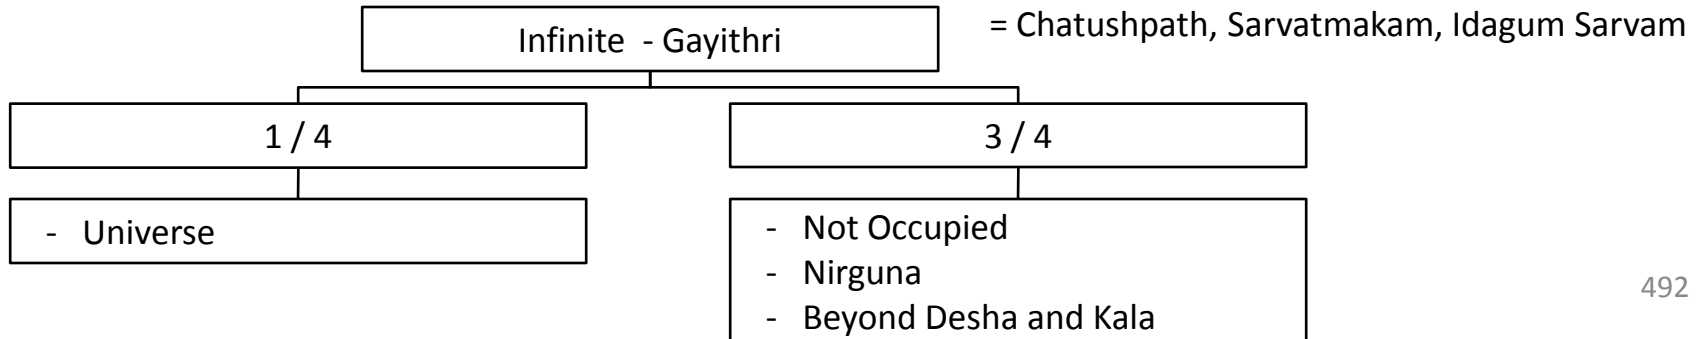 Infinite - Gayithri
= Chatushpath, Sarvatmakam, Idagum Sarvam
1 / 4
3 / 4
- Universe
- Not Occupied
- Nirguna
- Beyond Desha and Kala
492